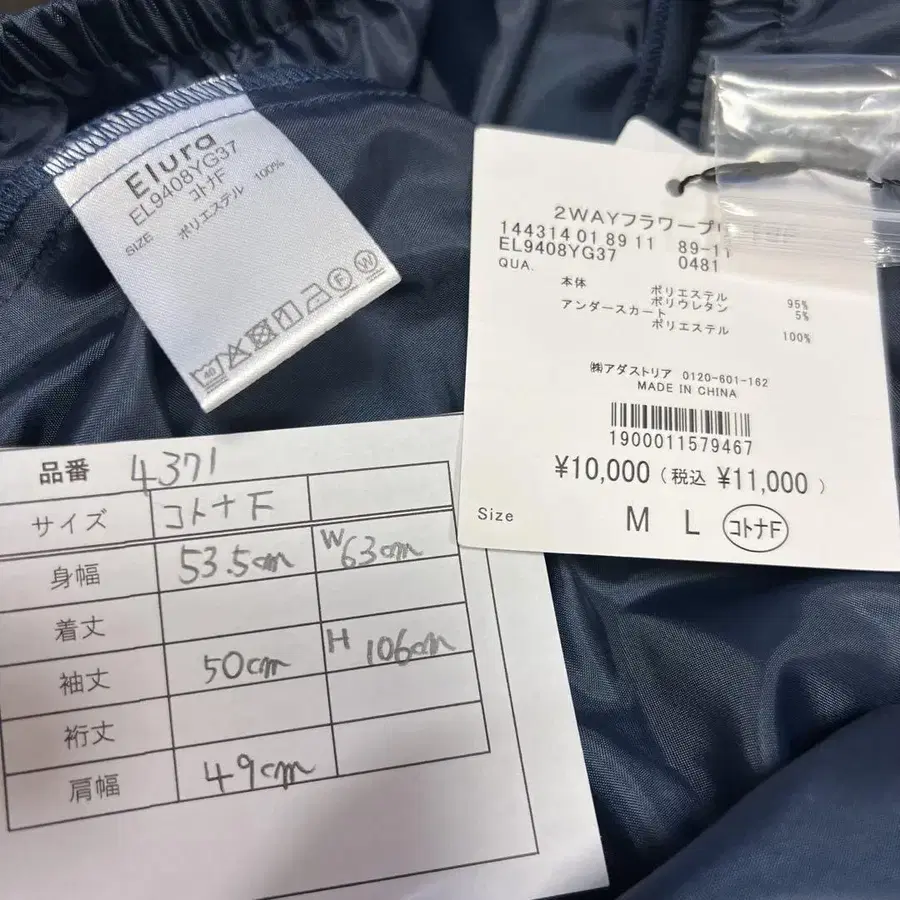 Elura
EL9408YG37
コトナF
SIZE ポリエステル 100%
40
F W
2WAYフラワープリ
144314 01 89 11 89-11
EL9408YG37 0481
QUA.
本体 ポリエステル 95%
ポリウレタン 5%
アンダースカート
ポリエステル 100%
㈱アダストリア 0120-601-162
MADE IN CHINA
1900011579467
¥10,000(税込 ¥11,000)
Size M L コトナF
品番 4371
サイズ コトナF
身幅 53.5cm W63cm
着丈
袖丈 50cm H 106cm
裄丈
肩幅 49cm